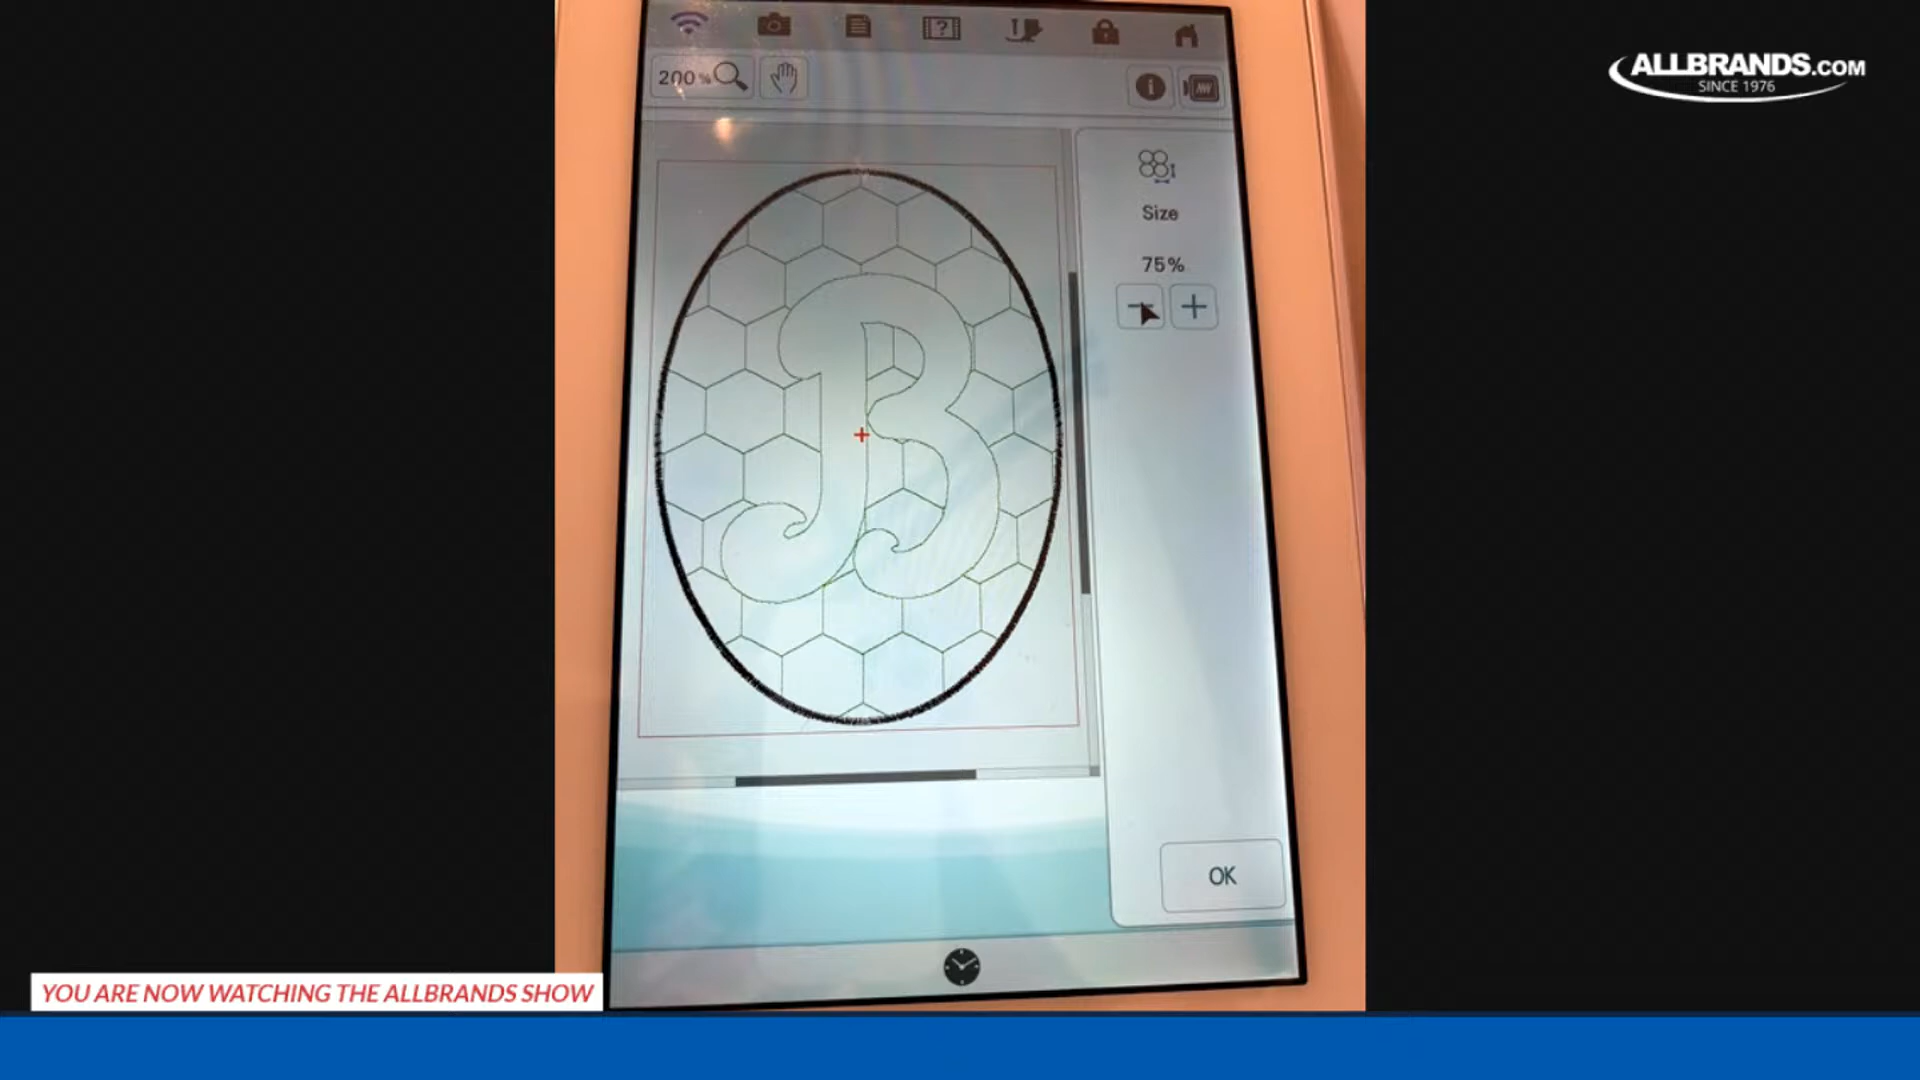 200%
ALLBRANDS.COM
SINCE 1976
i
?
Size
75%
B
OK
YOU ARE NOW WATCHING THE ALLBRANDS SHOW